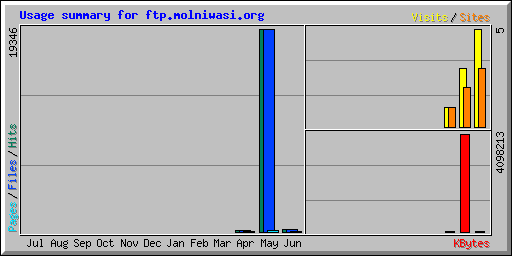 Usage summary for ftp.molniwasi.org
Visits / Sites
19346
5
Pages / Files / Hits
4098213
Jul Aug Sep Oct Nov Dec Jan Feb Mar Apr May Jun
KBytes